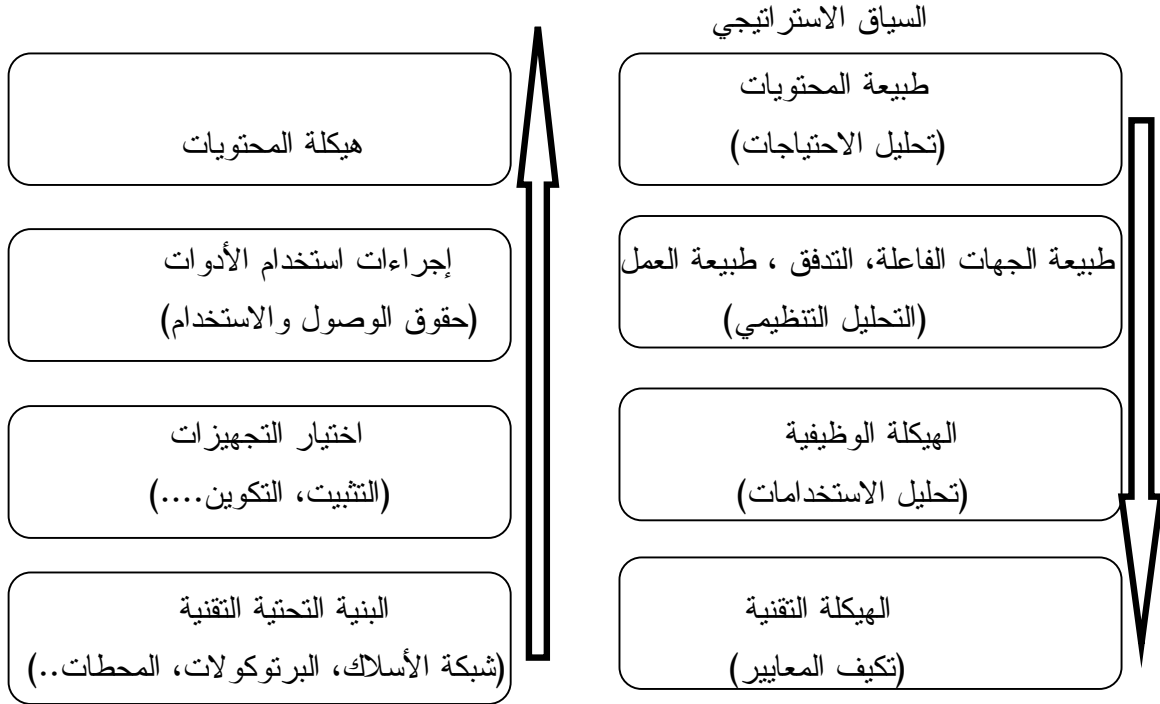 السياق الاستراتيجي
طبيعة المحتويات
(تحليل الاحتياجات)
طبيعة الجهات الفاعلة، التدفق ، طبيعة العمل
(التحليل التنظيمي)
الهيكلة الوظيفية
(تحليل الاستخدامات)
الهيكلة التقنية
(تكيف المعايير)
هيكلة المحتويات
إجراءات استخدام الأدوات
(حقوق الوصول والاستخدام)
اختيار التجهيزات
(التثبيت، التكوين....)
البنية التحتية التقنية
(شبكة الأسلاك، البرتوكولات، المحطات..)